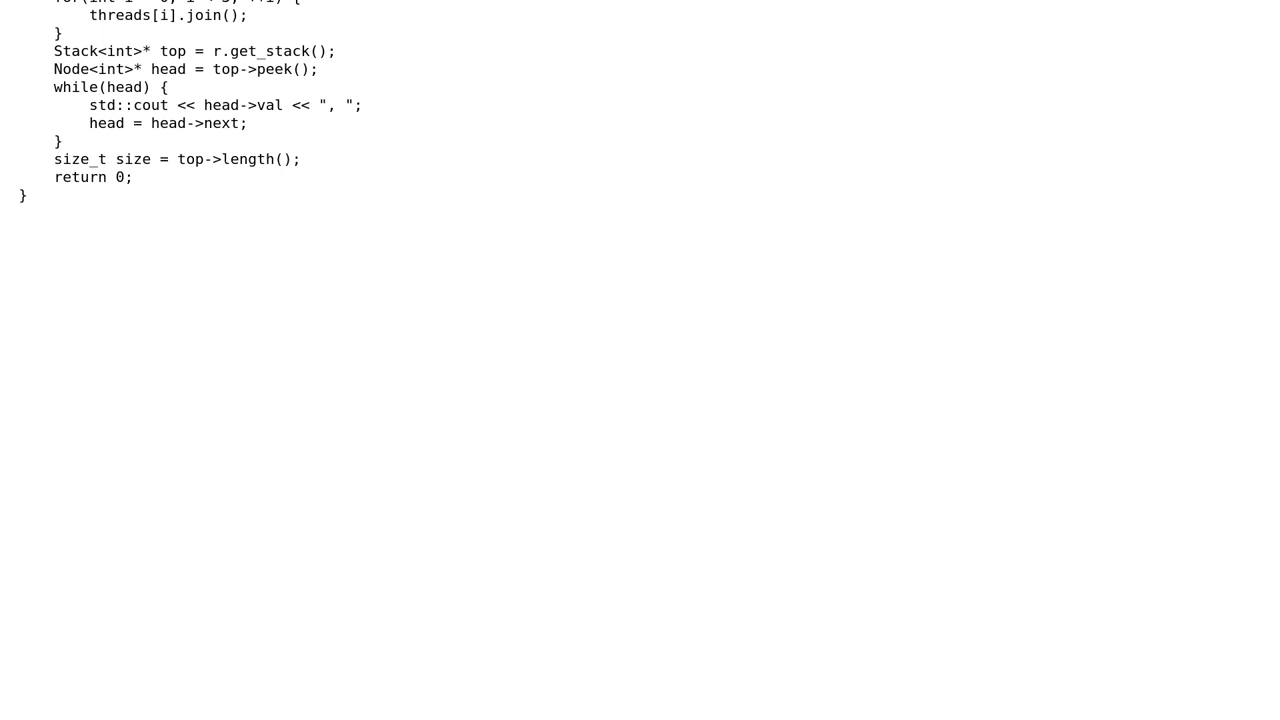 threads[i].join();
}
Stack<int>* top = r.get_stack();
Node<int>* head = top->peek();
while(head) {
std::cout << head->val << ", ";
head = head->next;
}
size_t size = top->length();
return 0;
}